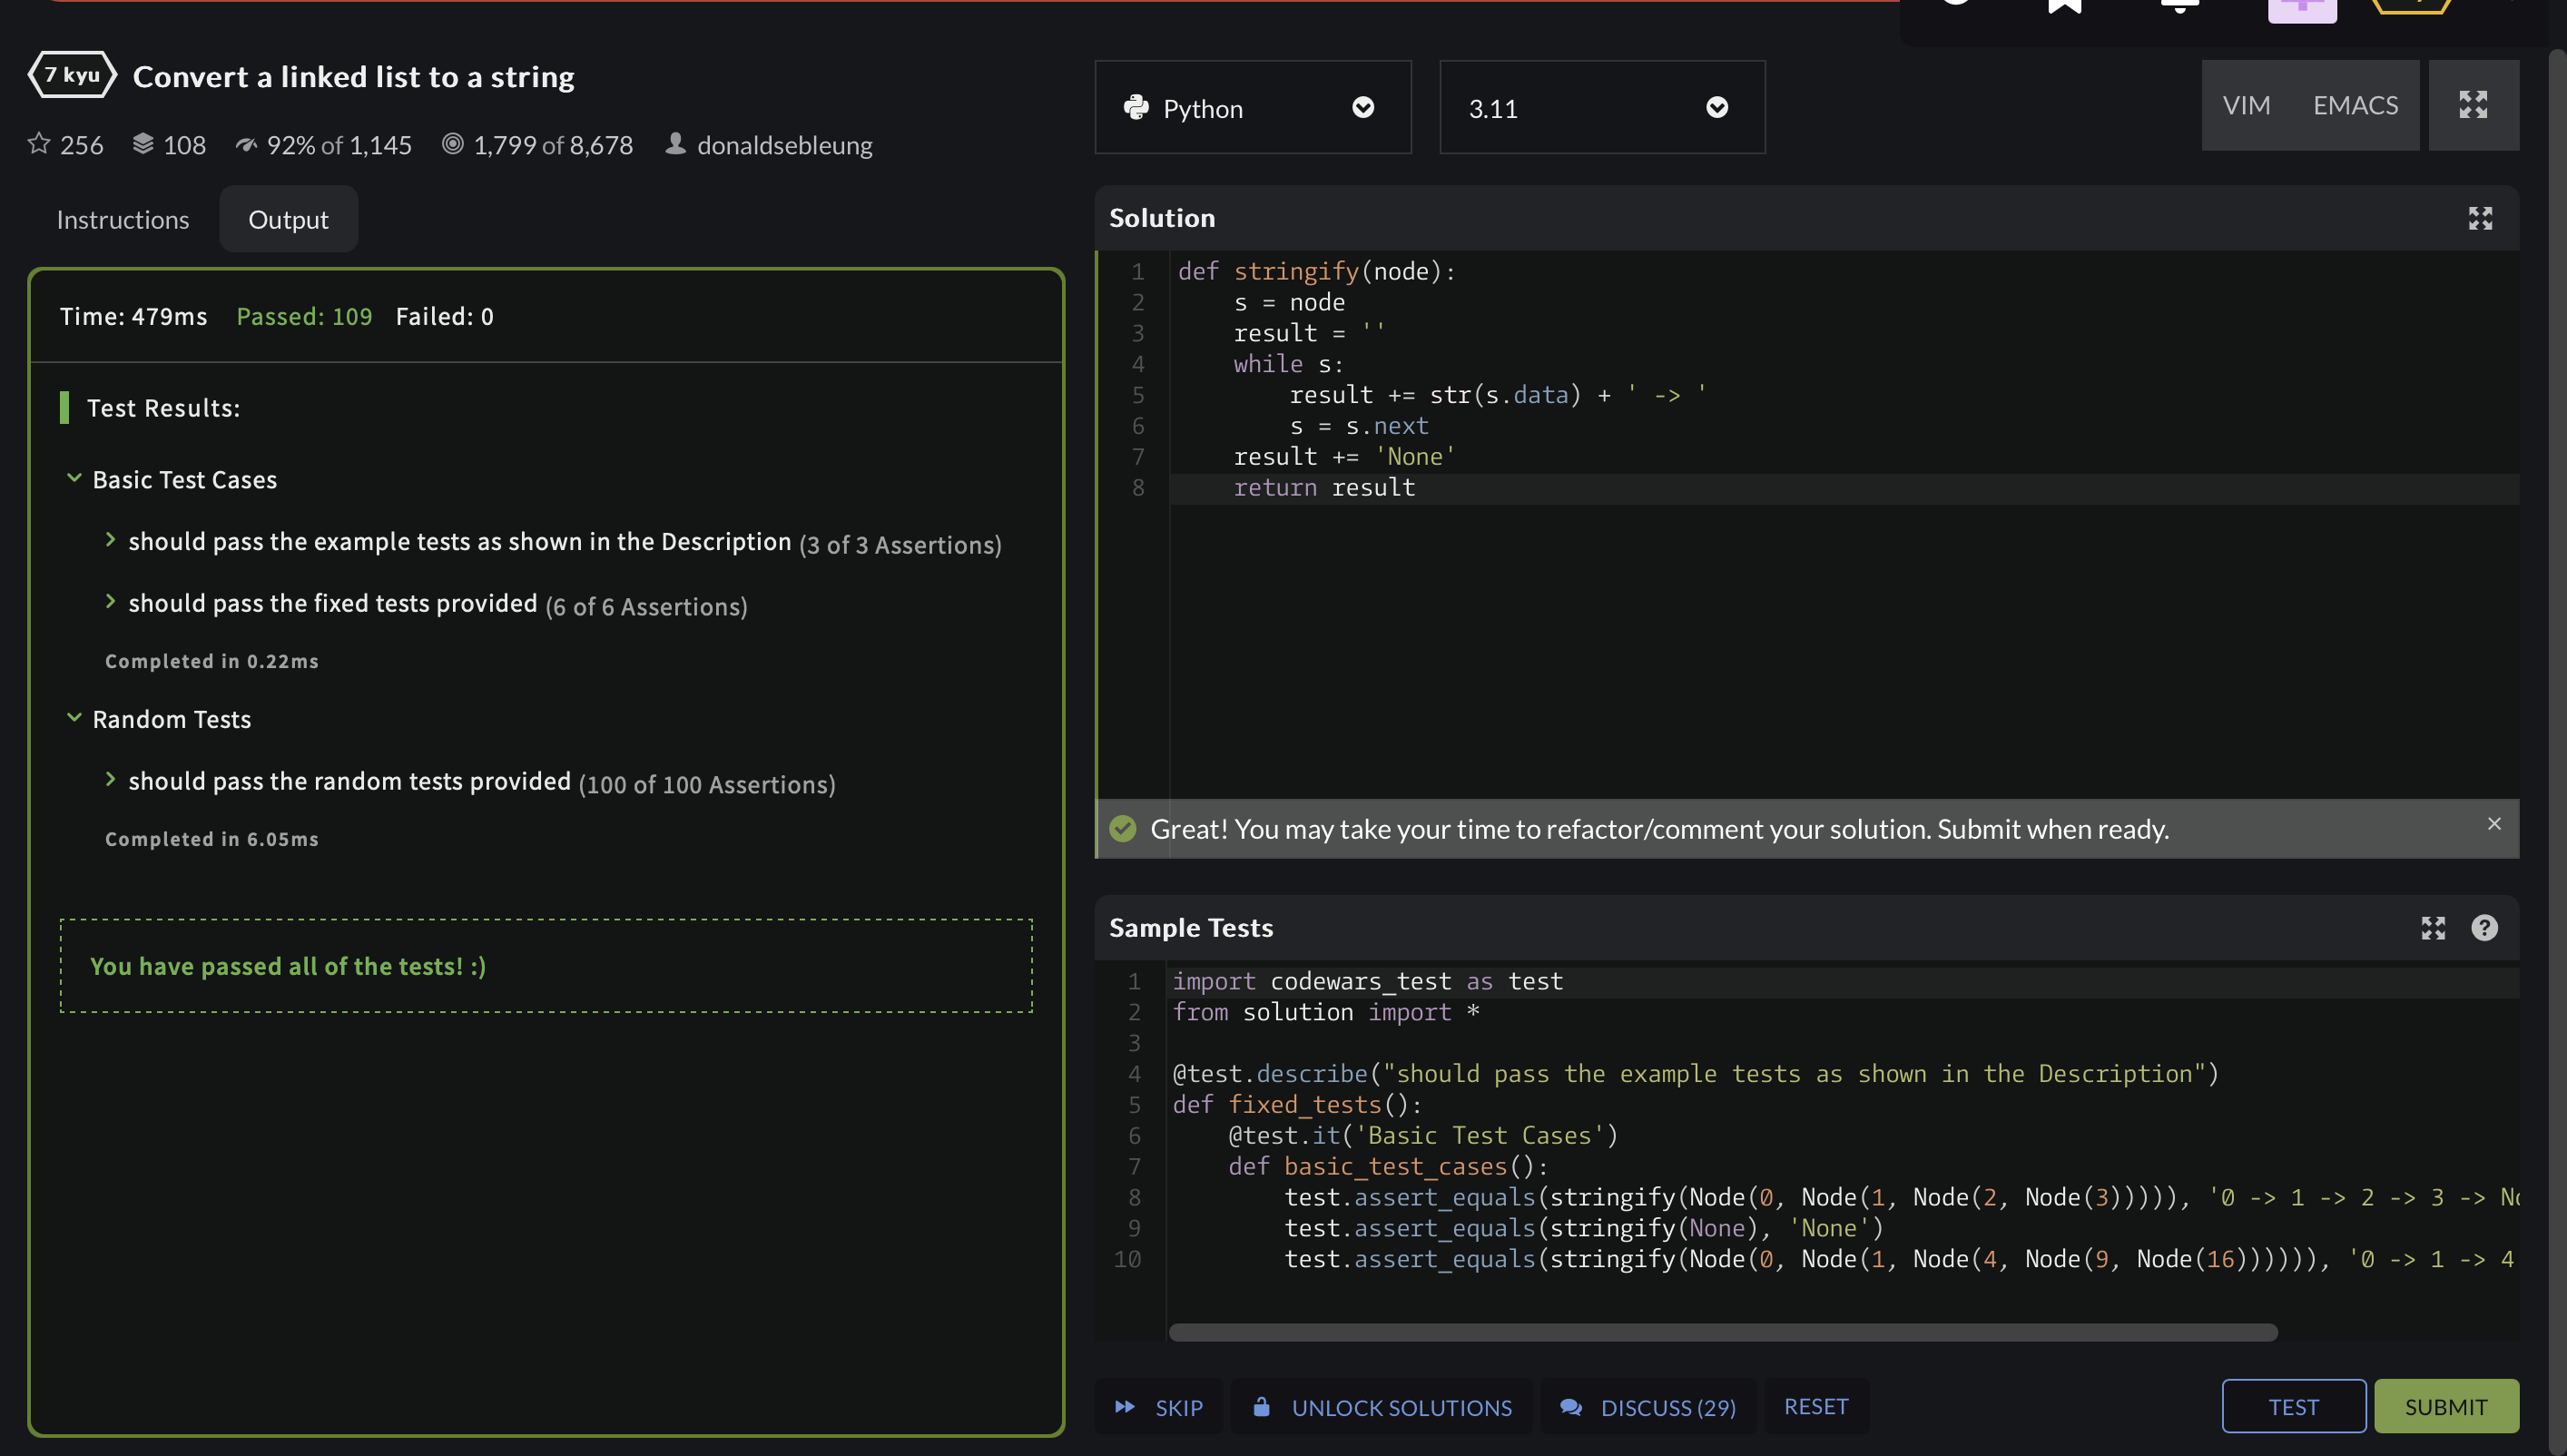 7 kyu Convert a linked list to a string
256 108 92% of 1,145 1,799 of 8,678 donaldsebleung
Instructions Output
Time: 479ms Passed: 109 Failed: 0
Test Results:
Basic Test Cases
should pass the example tests as shown in the Description (3 of 3 Assertions)
should pass the fixed tests provided (6 of 6 Assertions)
Completed in 0.22ms
Random Tests
should pass the random tests provided (100 of 100 Assertions)
Completed in 6.05ms
You have passed all of the tests! :)
Python 3.11 VIM EMACS
Solution
1 def stringify(node):
2     s = node
3     result = ''
4     while s:
5         result += str(s.data) + ' -> '
6         s = s.next
7     result += 'None'
8     return result
Great! You may take your time to refactor/comment your solution. Submit when ready. ×
Sample Tests ?
1 import codewars_test as test
2 from solution import *
3
4 @test.describe("should pass the example tests as shown in the Description")
5 def fixed_tests():
6     @test.it('Basic Test Cases')
7     def basic_test_cases():
8         test.assert_equals(stringify(Node(0, Node(1, Node(2, Node(3))))), '0 -> 1 -> 2 -> 3 ->
9         test.assert_equals(stringify(None), 'None')
10         test.assert_equals(stringify(Node(0, Node(1, Node(4, Node(9, Node(16)))))), '0 -> 1 -> 4
SKIP UNLOCK SOLUTIONS DISCUSS (29) RESET TEST SUBMIT